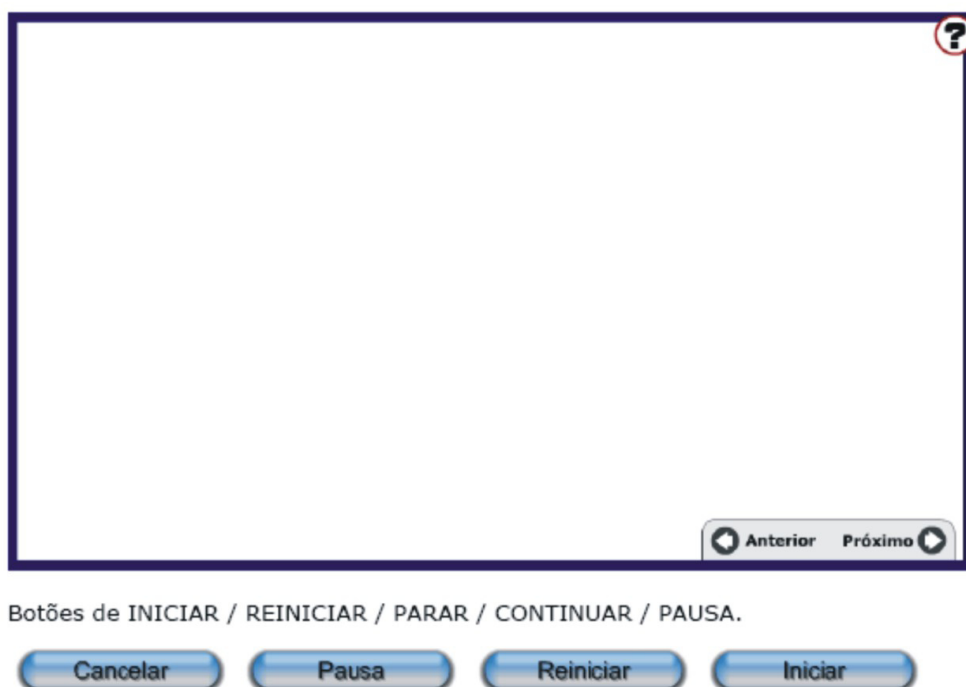 ?
Anterior Próximo
Botões de INICIAR / REINICIAR / PARAR / CONTINUAR / PAUSA.
Cancelar Pausa Reiniciar Iniciar